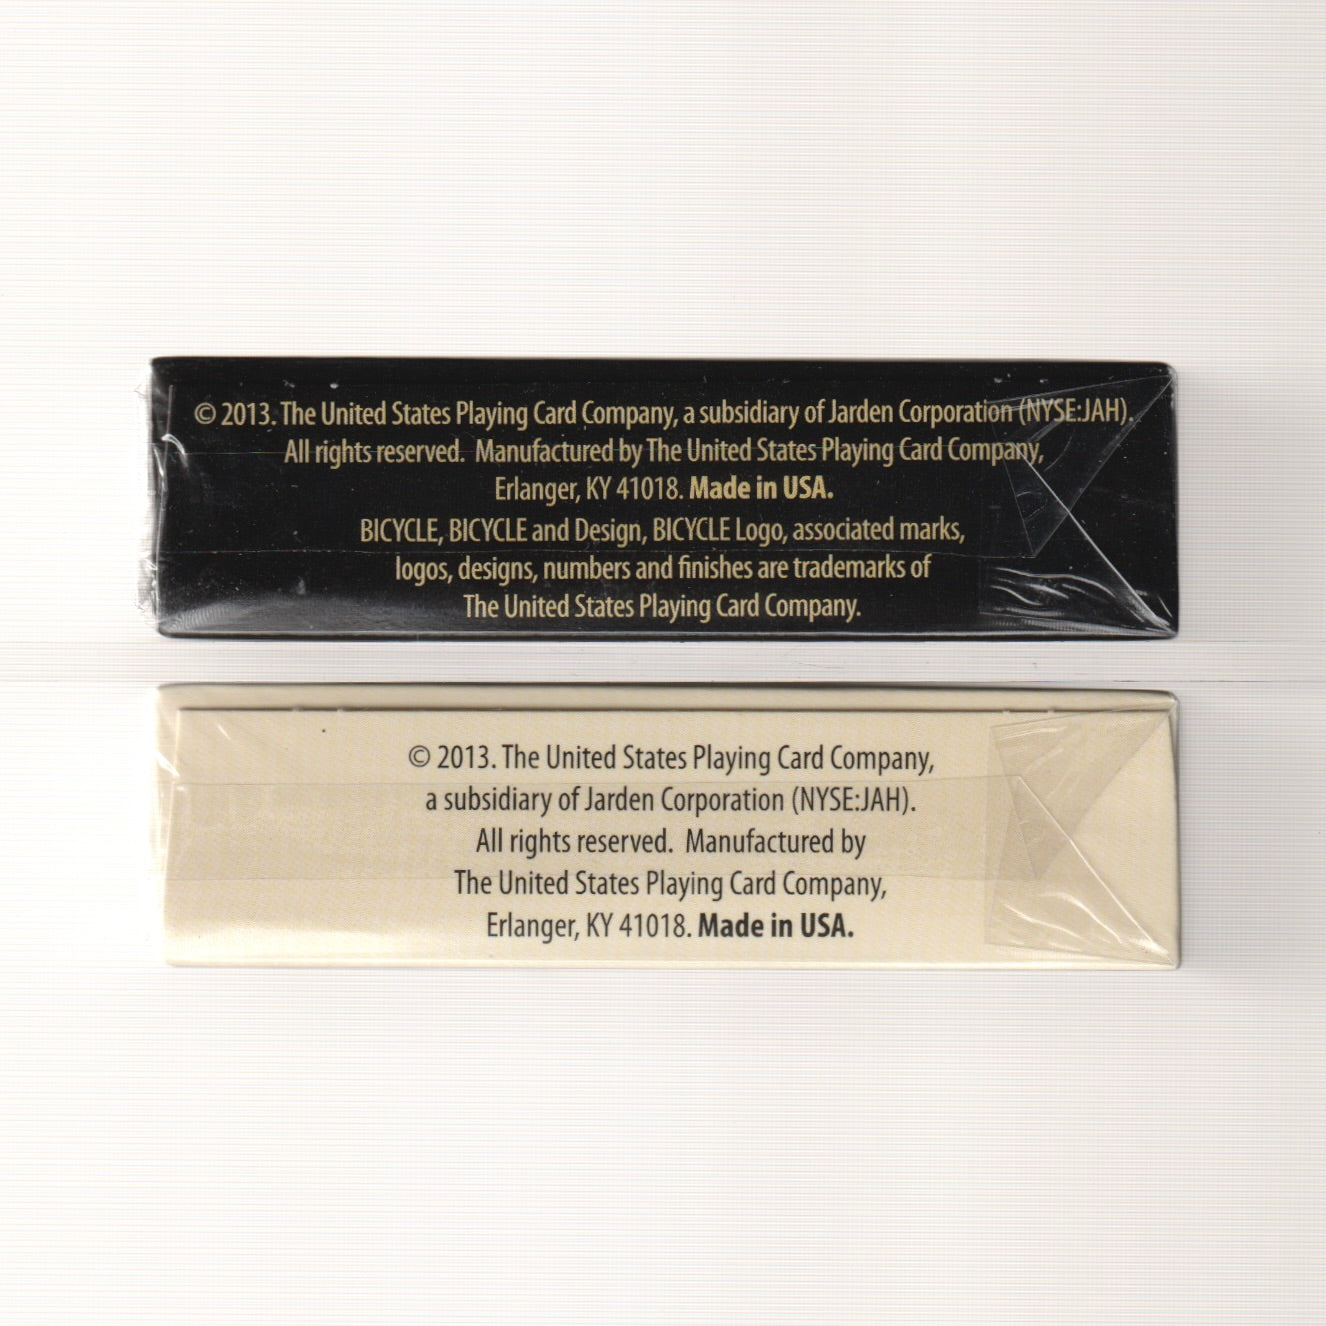 © 2013. The United States Playing Card Company, a subsidiary of Jarden Corporation (NYSE:JAH).
All rights reserved. Manufactured by The United States Playing Card Company,
Erlanger, KY 41018. Made in USA.
BICYCLE, BICYCLE and Design, BICYCLE Logo, associated marks,
logos, designs, numbers and finishes are trademarks of
The United States Playing Card Company.
© 2013. The United States Playing Card Company,
a subsidiary of Jarden Corporation (NYSE:JAH).
All rights reserved. Manufactured by
The United States Playing Card Company,
Erlanger, KY 41018. Made in USA.